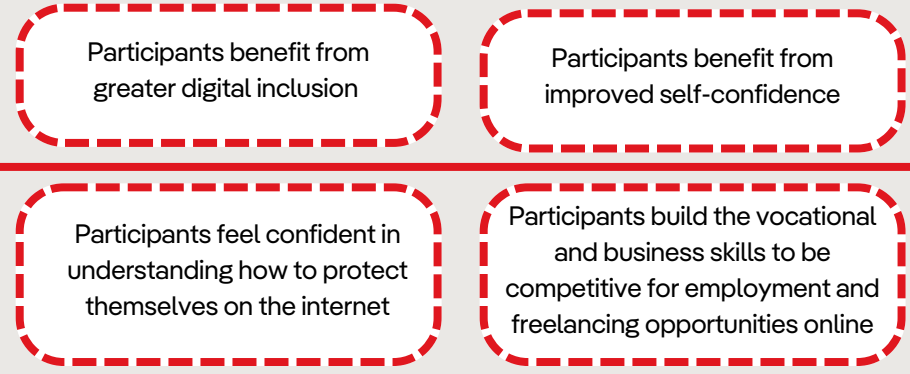 Participants benefit from
greater digital inclusion
Participants benefit from
improved self-confidence
Participants feel confident in
understanding how to protect
themselves on the internet
Participants build the vocational
and business skills to be
competitive for employment and
freelancing opportunities online